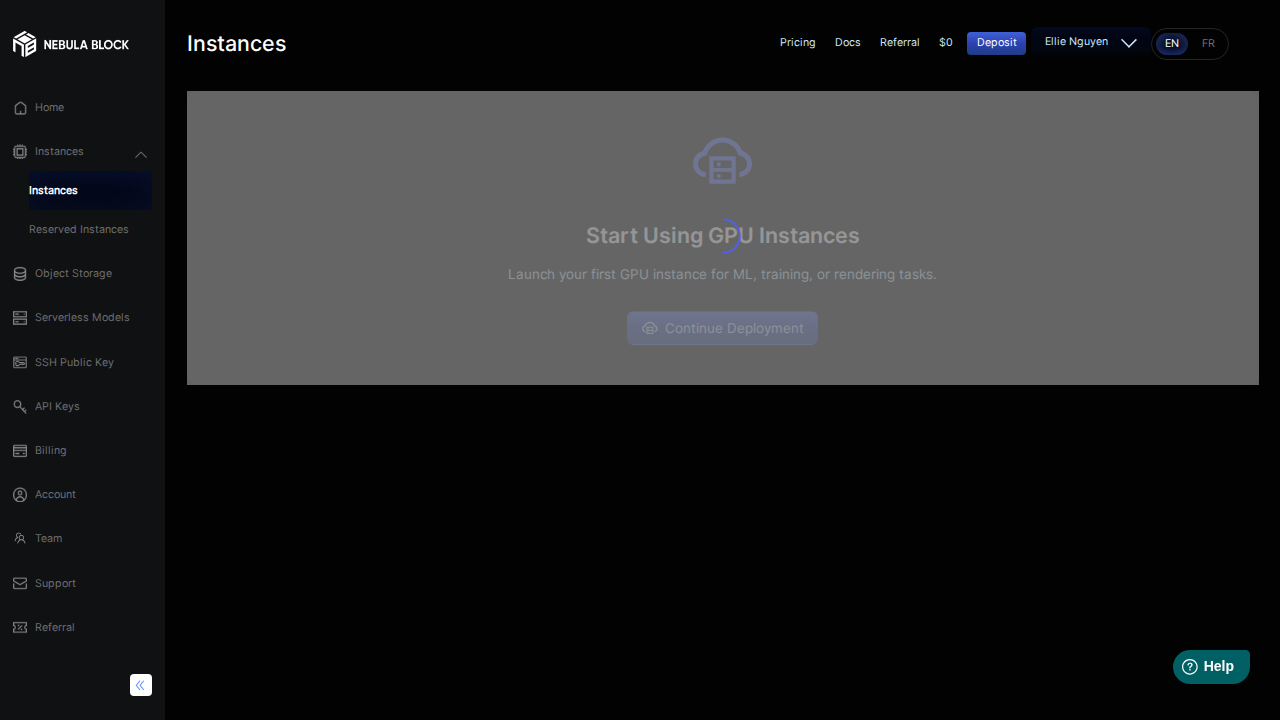 NEBULA BLOCK
Instances
Pricing
Docs
Referral
$0
Deposit
Ellie Nguyen
EN
FR
Home
Instances
Instances
Reserved Instances
Object Storage
Serverless Models
SSH Public Key
API Keys
Billing
Account
Team
Support
Referral
Start Using GPU Instances
Launch your first GPU instance for ML, training, or rendering tasks.
Continue Deployment
Help